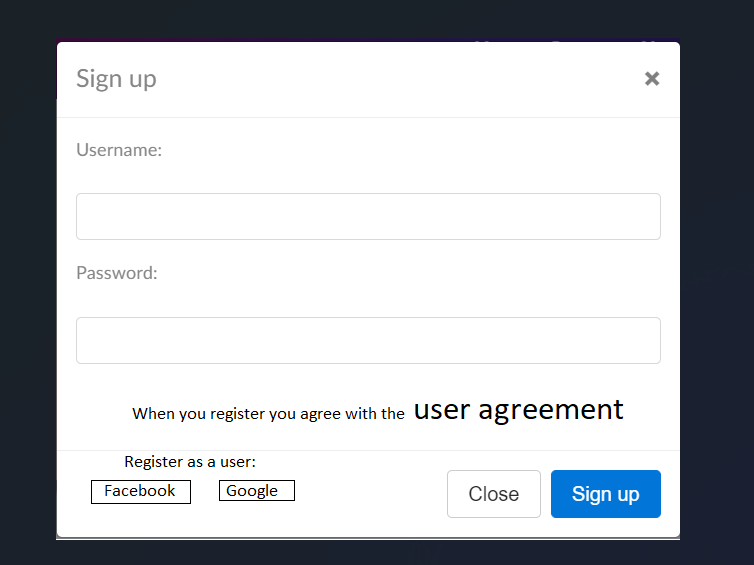 Sign up
×
Username:
Password:
When you register you agree with the user agreement
Register as a user:
Facebook Google
Close Sign up